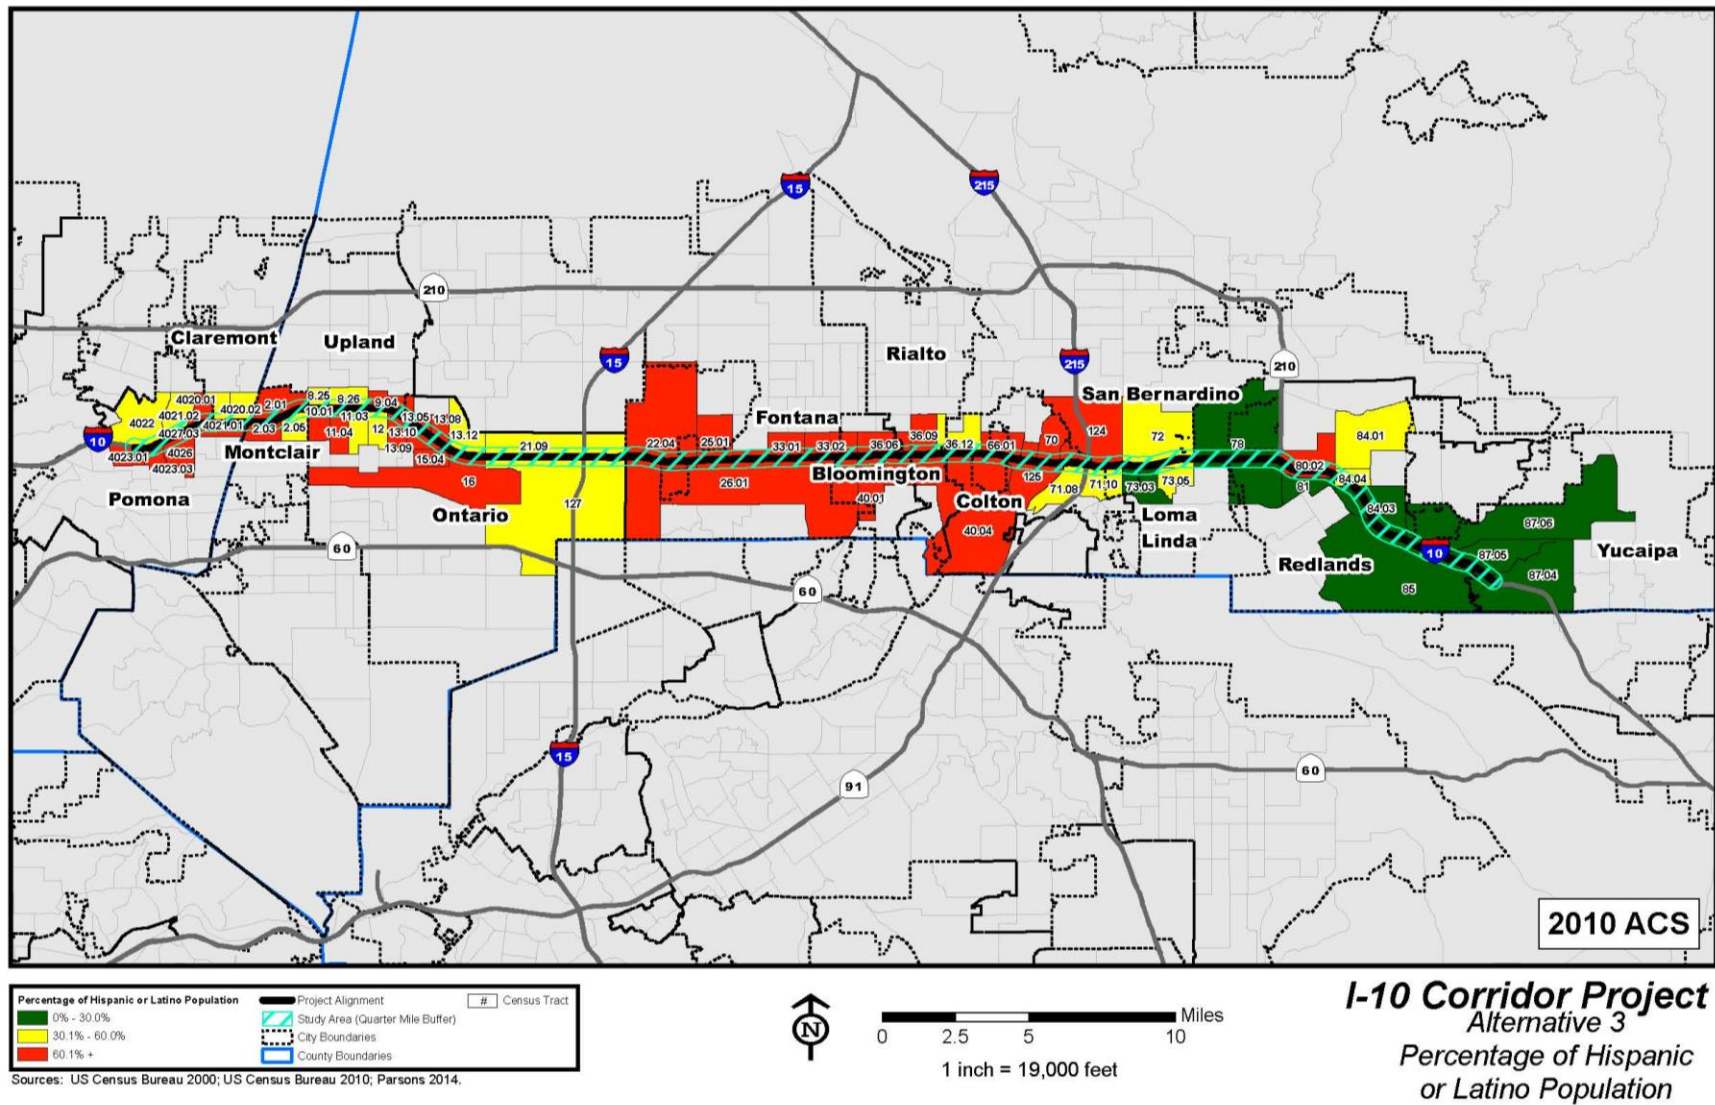 15
215
210
Claremont
Upland
15
Rialto
215
210
San Bernardino
Fontana
4020.01
4020.02
2.01
8.25
8.26
9.04
4021.02
4022
10.01
11.03
13.05
13.08
4027.03
4021.01
2.03
2.05
12
13.10
13.12
11.04
10
4023.01
4026
Montclair
13.09
15.04
21.09
22.04
25.01
33.01
33.02
36.06
36.09
36.12
66.01
70
124
72
78
84.01
4023.03
80.02
84.04
Bloomington
Pomona
16
26.01
40.01
125
71.08
71.10
73.03
73.05
81
Ontario
127
Colton
Loma
Linda
84.03
40.04
87.06
60
Redlands
10
87.05
Yucaipa
60
85
87.04
15
60
91
2010 ACS
Percentage of Hispanic or Latino Population
0% - 30.0%
30.1% - 60.0%
60.1% +
Project Alignment
Study Area (Quarter Mile Buffer)
City Boundaries
County Boundaries
# Census Tract
Sources: US Census Bureau 2000; US Census Bureau 2010; Parsons 2014.
N
0 2.5 5 10 Miles
1 inch = 19,000 feet
I-10 Corridor Project
Alternative 3
Percentage of Hispanic
or Latino Population